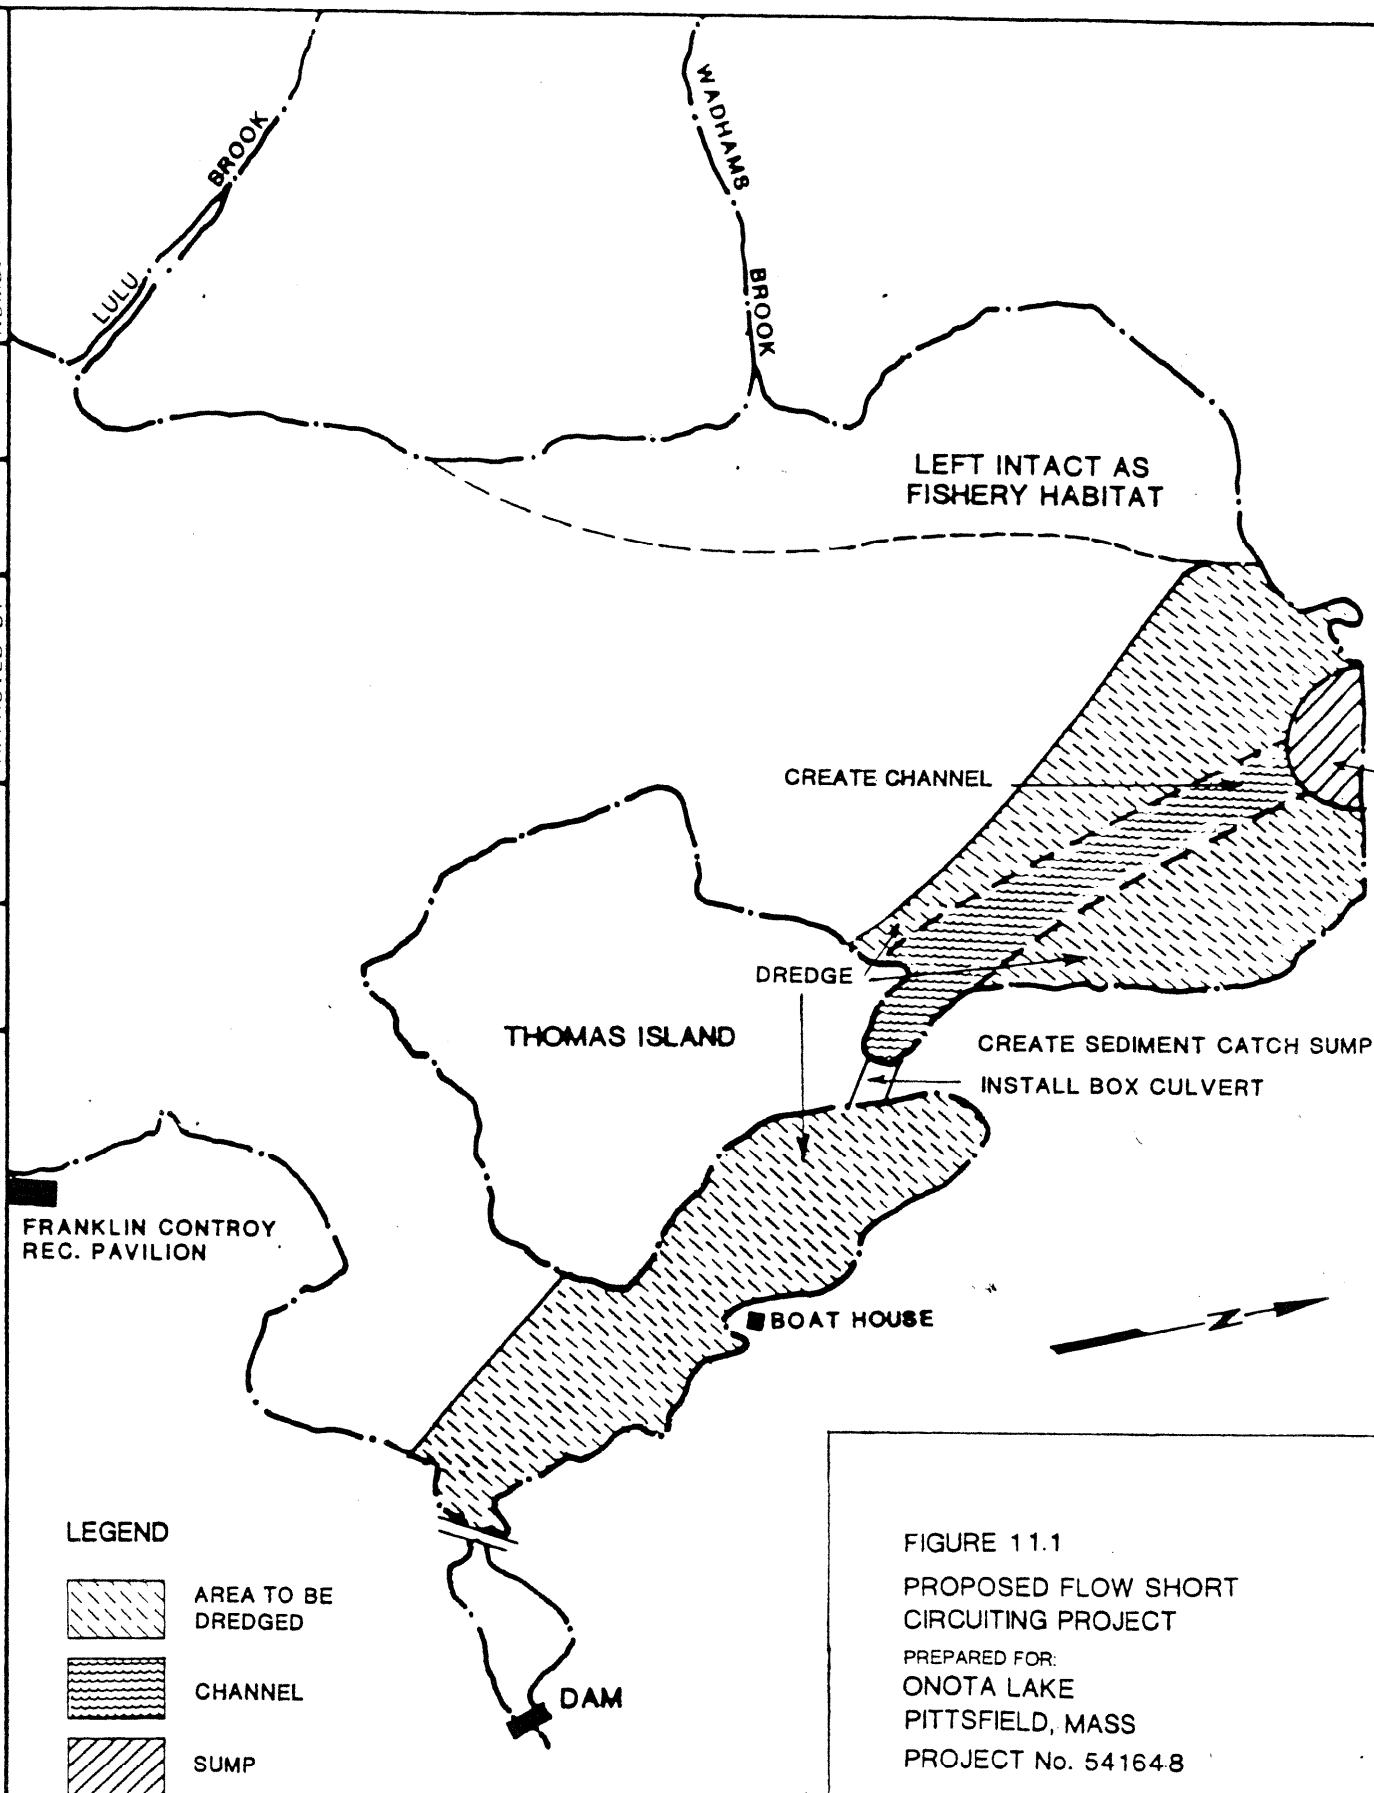 LULU BROOK
WADHAMS BROOK
LEFT INTACT AS
FISHERY HABITAT
CREATE CHANNEL
DREDGE
THOMAS ISLAND
CREATE SEDIMENT CATCH SUMP
INSTALL BOX CULVERT
FRANKLIN CONTROY
REC. PAVILION
BOAT HOUSE
N
LEGEND
AREA TO BE
DREDGED
CHANNEL
SUMP
DAM
FIGURE 11.1
PROPOSED FLOW SHORT
CIRCUITING PROJECT
PREPARED FOR:
ONOTA LAKE
PITTSFIELD, MASS
PROJECT No. 541648